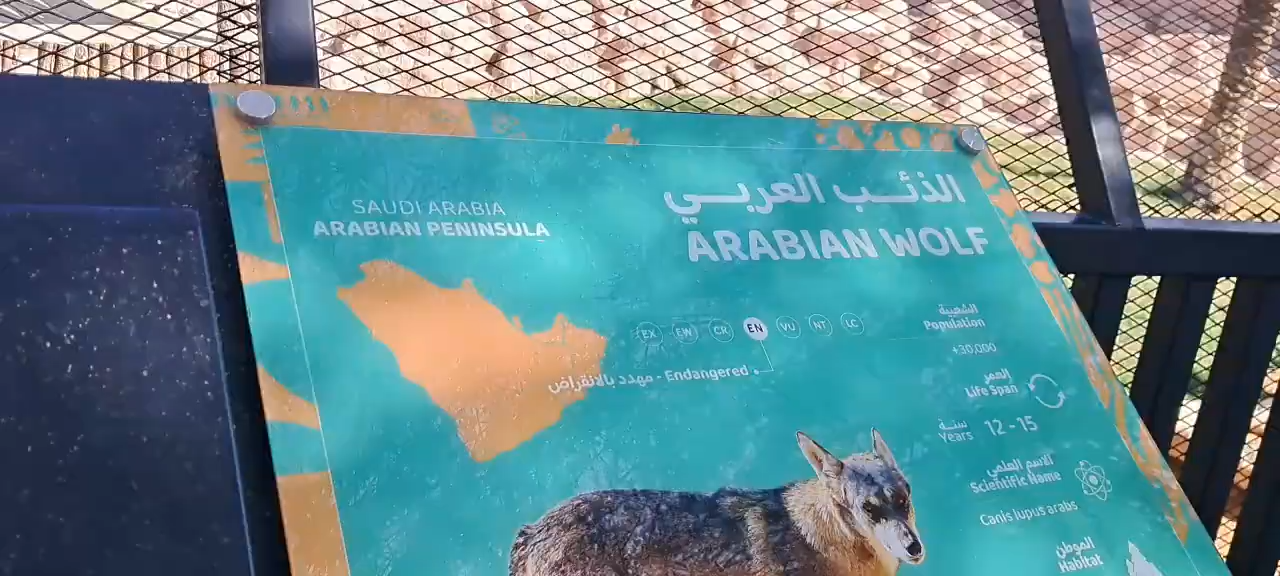 SAUDI ARABIA
ARABIAN PENINSULA
الذئب العربي
ARABIAN WOLF
EX EW CR EN VU NT LC
مهدد بالانقراض - Endangered
الشعبية
Population
+30,000
العمر
Life Span
سنة
Years
12 - 15
الاسم العلمي
Scientific Name
Canis lupus arabs
الموطن
Habitat